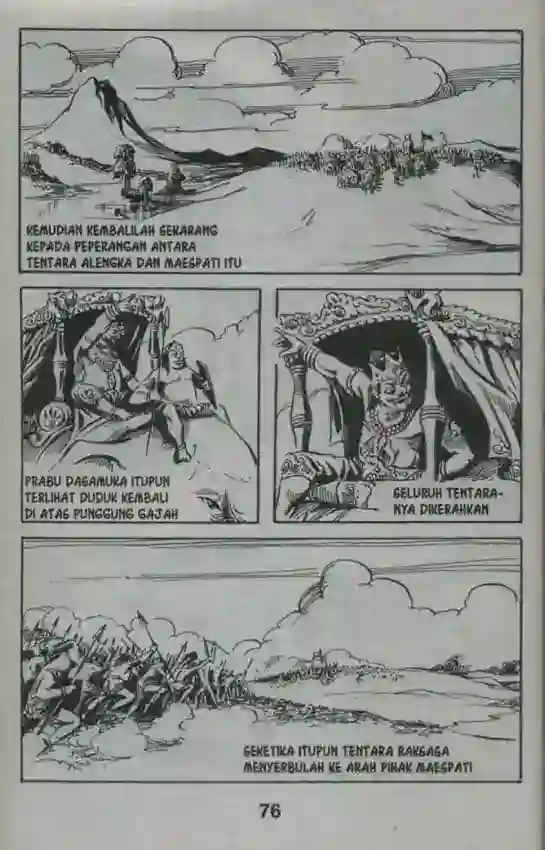 KEMUDIAN KEMBALILAH SEKARANG
KEPADA PEPERANGAN ANTARA
TENTARA ALENGKA DAN MAESPATI ITU
PRABU DASAMUKA ITUPUN
TERLIHAT DUDUK KEMBALI
DI ATAS PUNGGUNG GAJAH
SELURUH TENTARA-
NYA DIKERAHKAN
SEKETIKA ITUPUN TENTARA RAKSASA
MENYERBULAH KE ARAH PIHAK MAESPATI
76